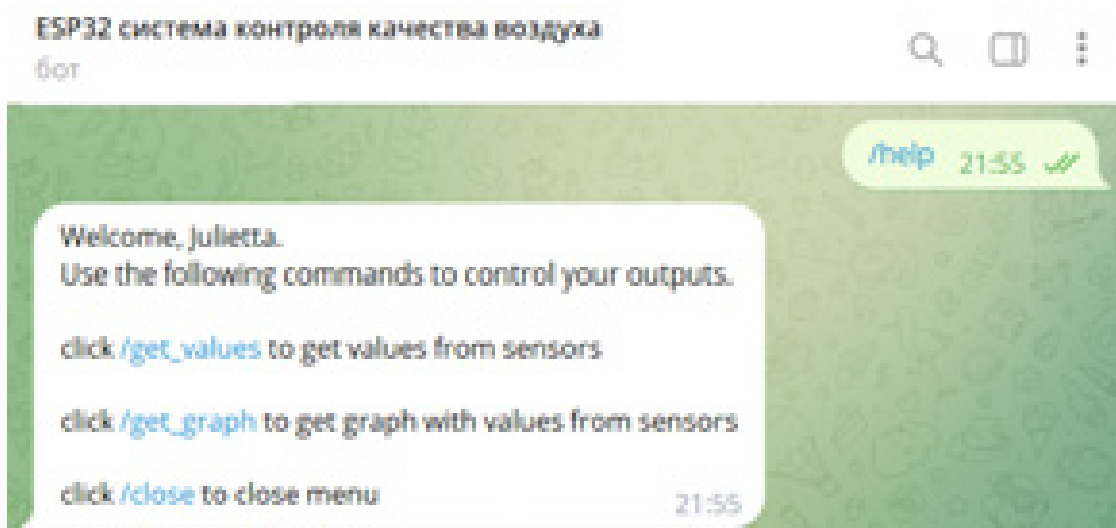 ESP32 система контроля качества воздуха
бот
/help 21:55
Welcome, Julietta.
Use the following commands to control your outputs.
click /get_values to get values from sensors
click /get_graph to get graph with values from sensors
click /close to close menu
21:55